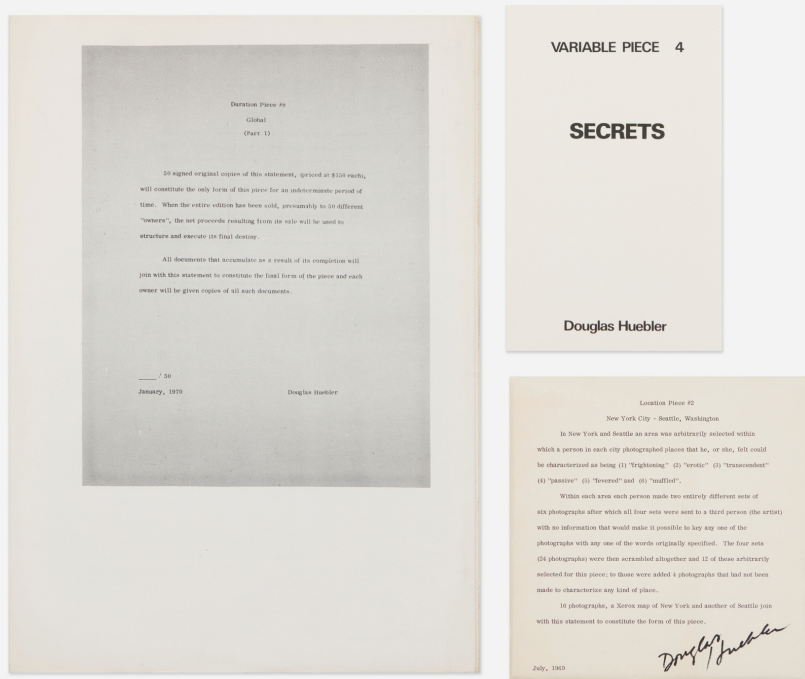 Duration Piece #8
Global
(Part I)
50 signed original copies of this statement, (priced at $150 each),
will constitute the only form of this piece for an indeterminate period of
time. When the entire edition has been sold, presumably to 50 different
"owners", the net proceeds resulting from its sale will be used to
structure and execute its final destiny.
All documents that accumulate as a result of its completion will
join with this statement to constitute the final form of the piece and each
owner will be given copies of all such documents.
____ / 50
January, 1970 Douglas Huebler
VARIABLE PIECE 4
SECRETS
Douglas Huebler
Location Piece #2
New York City - Seattle, Washington
In New York and Seattle an area was arbitrarily selected within
which a person in each city photographed places that he, or she, felt could
be characterized as being (1) "frightening" (2) "erotic" (3) "transcendent"
(4) "passive" (5) "fevered" and (6) "muffled".
Within each area each person made two entirely different sets of
six photographs after which all four sets were sent to a third person (the artist)
with no information that would make it possible to key any one of the
photographs with any one of the words originally specified. The four sets
(24 photographs) were then scrambled altogether and 12 of these arbitrarily
selected for this piece; to those were added 4 photographs that had not been
made to characterize any kind of place.
16 photographs, a Xerox map of New York and another of Seattle join
with this statement to constitute the form of this piece.
Douglas Huebler
July, 1969